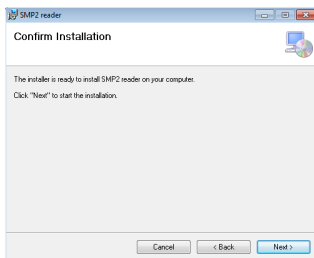 SMP2 reader
Confirm Installation
The installer is ready to install SMP2 reader on your computer.
Click "Next" to start the installation.
Cancel
< Back
Next >